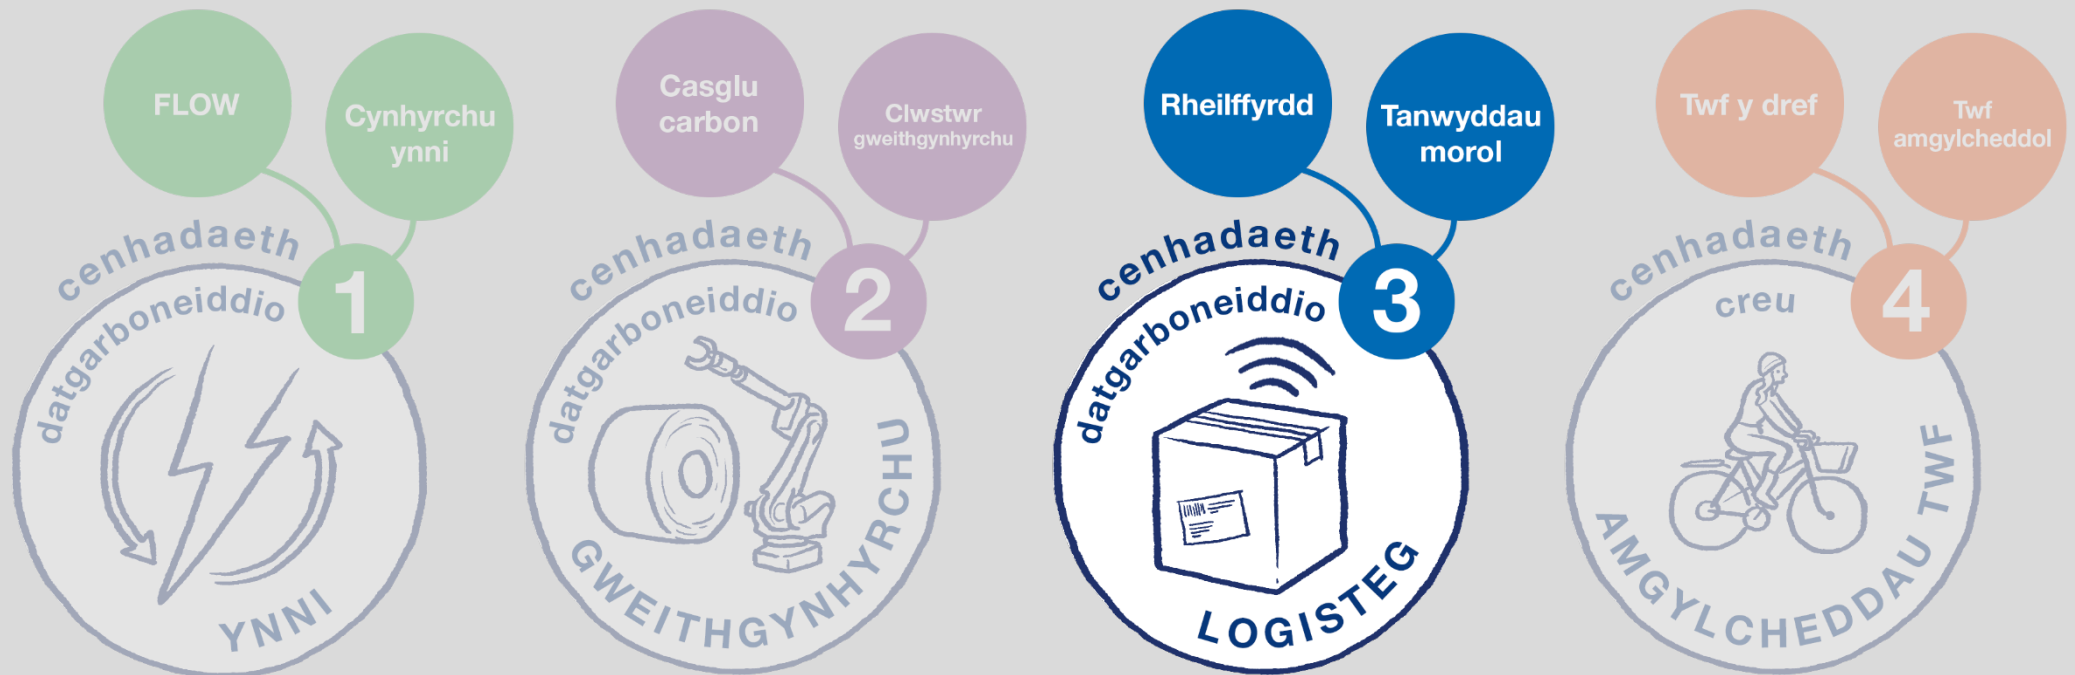 FLOW
Cynhyrchu
ynni
cenhadaeth
1
datgarboneiddio
YNNI
Casglu
carbon
Clwstwr
gweithgynhyrchu
cenhadaeth
2
datgarboneiddio
GWEITHGYNHYRCHU
Rheilffyrdd
Tanwyddau
morol
cenhadaeth
3
datgarboneiddio
LOGISTEG
Twf y dref
Twf
amgylcheddol
cenhadaeth
4
creu
AMGYLCHEDDAU TWF